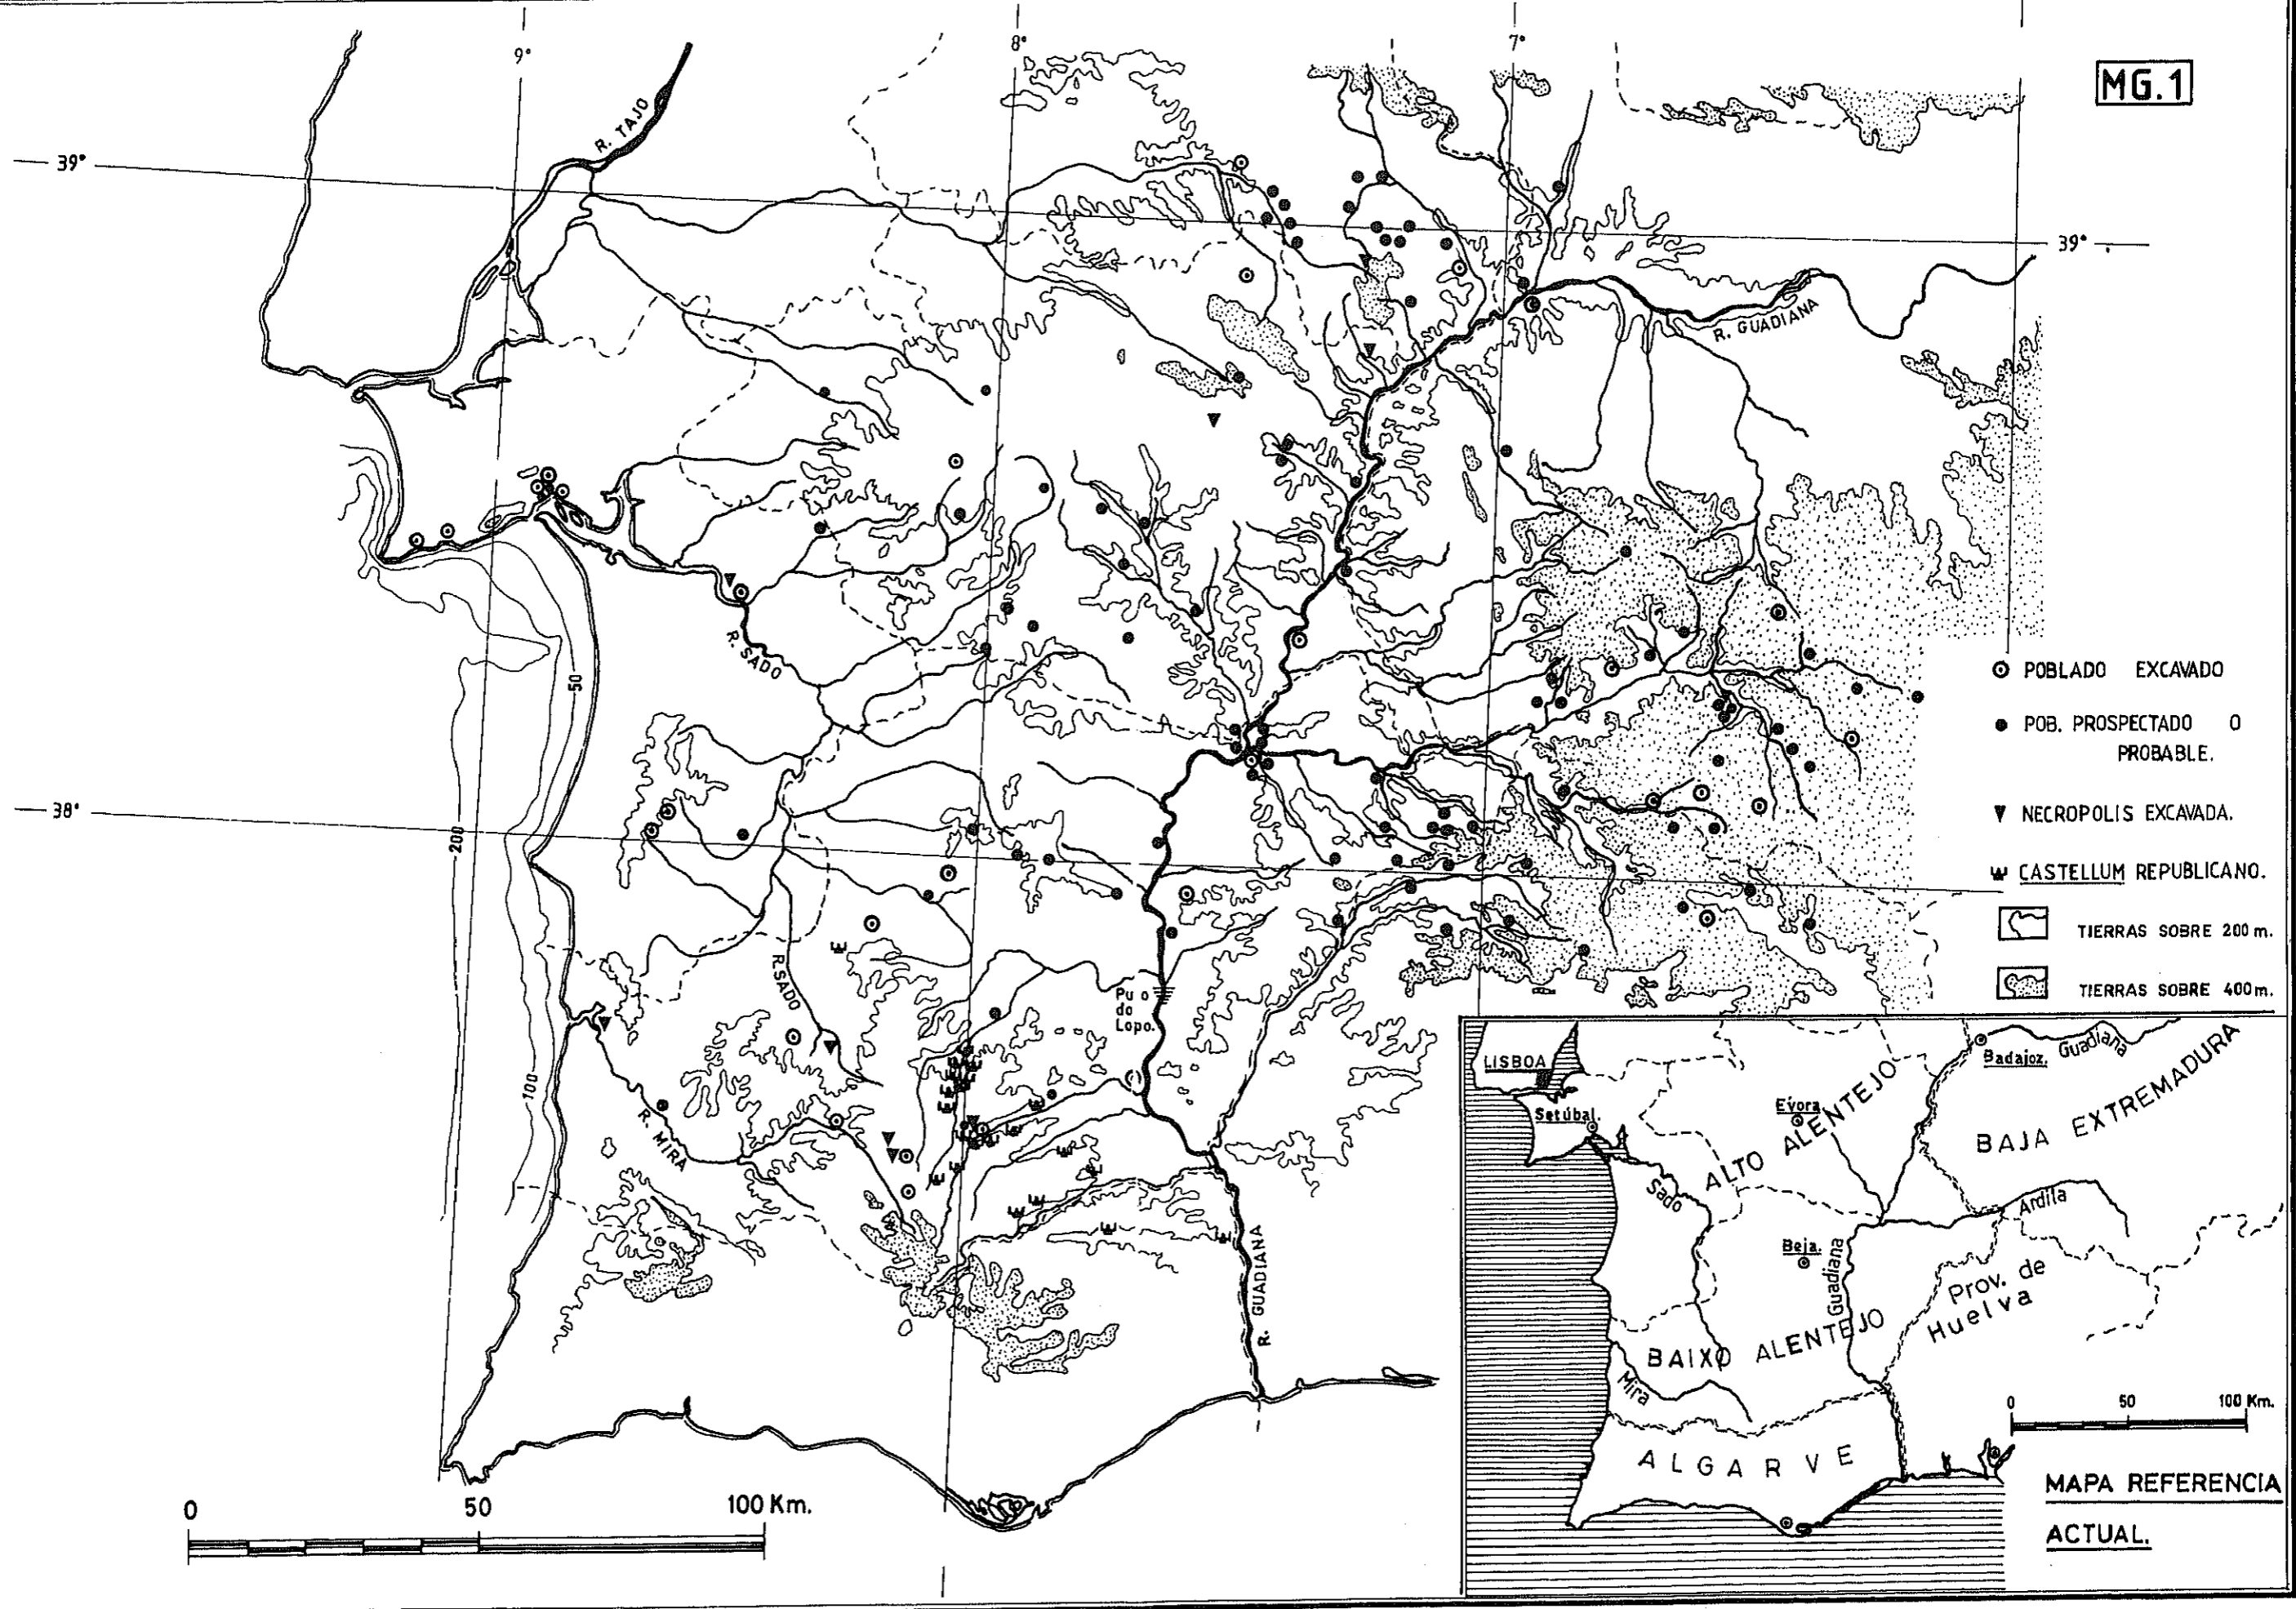 9°
8°
7°
MG.1
R. TAJO
39°
39°
R. GUADIANA
R. SADO
50
POBLADO EXCAVADO
POB. PROSPECTADO O
PROBABLE.
38°
200
NECROPOLIS EXCAVADA.
CASTELLUM REPUBLICANO.
TIERRAS SOBRE 200 m.
TIERRAS SOBRE 400m.
R. SADO
Pu o
do
Lopo.
100
R. MIRA
R. GUADIANA
LISBOA
Setúbal.
Badajoz.
Guadiana
Evora
ALTO ALENTEJO
BAJA EXTREMADURA
Sado
Ardila
Beja.
Guadiana
Prov. de
Huelva
BAIXO ALENTEJO
Mira
ALGARVE
0 50 100 Km.
MAPA REFERENCIA
ACTUAL.
0 50 100 Km.